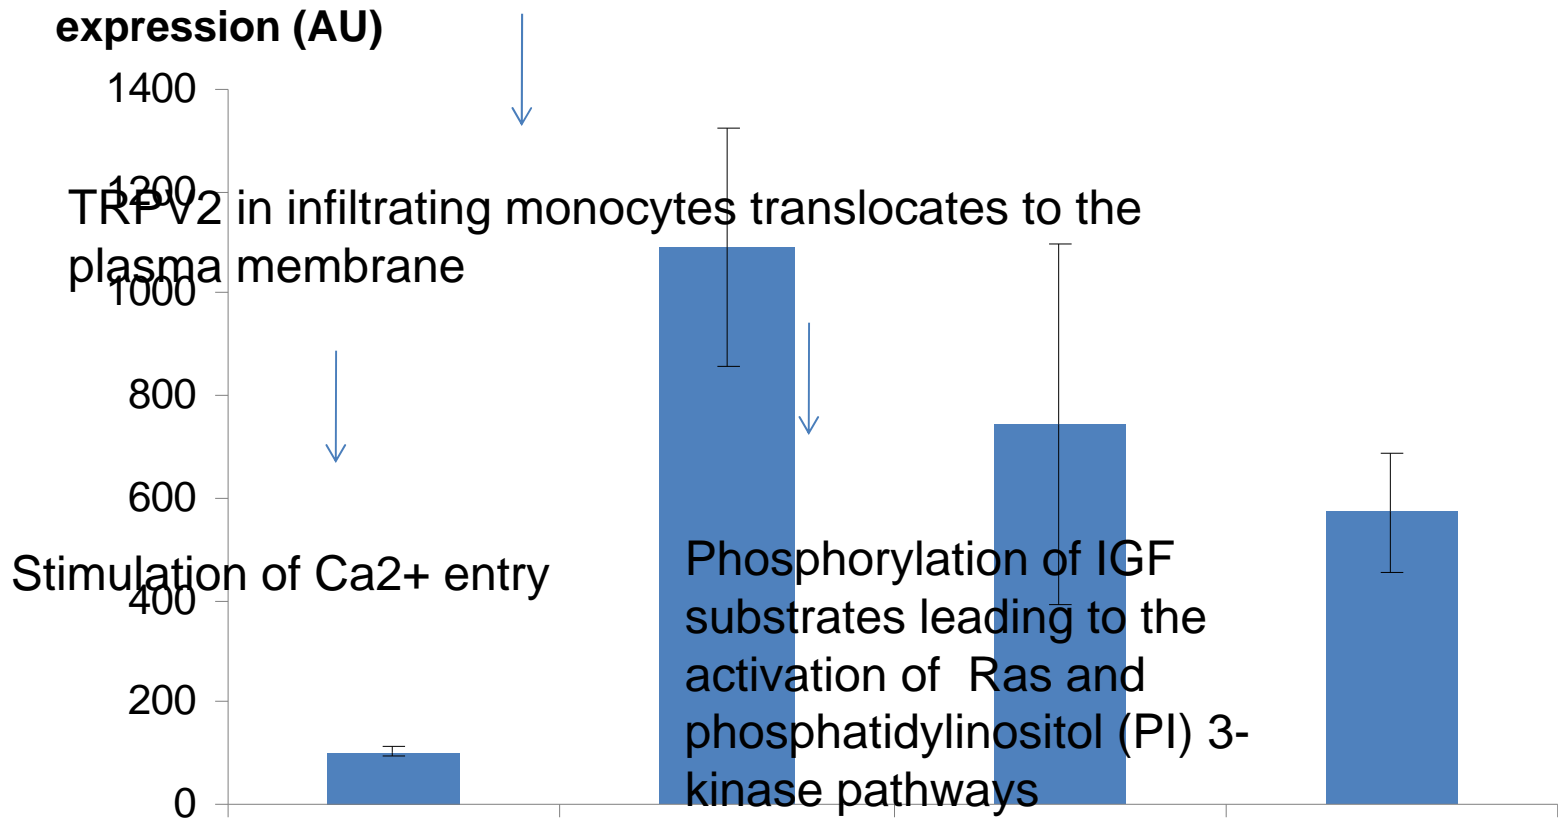 expression (AU)
1400
1200
TRPV2 in infiltrating monocytes translocates to the
plasma membrane
1000
800
600
Stimulation of Ca2+ entry
400
200
0
Phosphorylation of IGF
substrates leading to the
activation of  Ras and
phosphatidylinositol (PI) 3-
kinase pathways